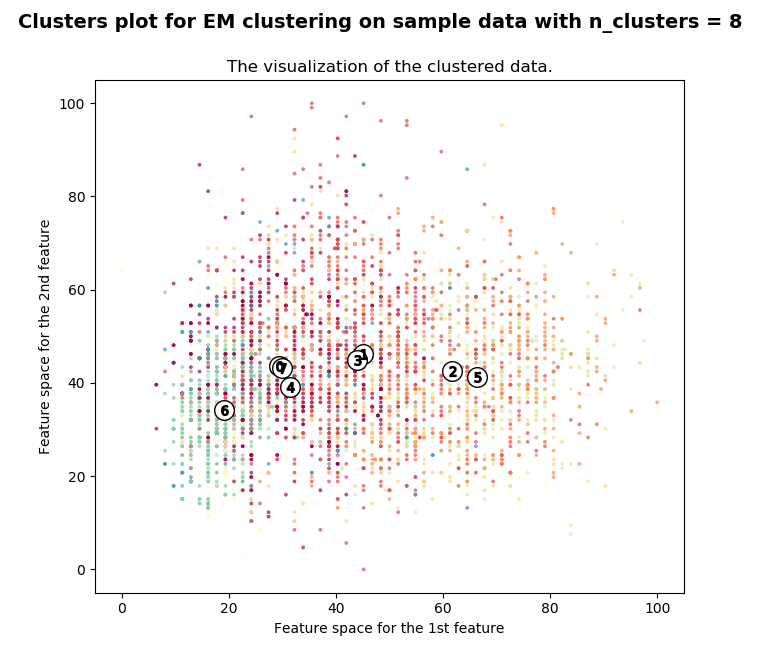 Clusters plot for EM clustering on sample data with n_clusters = 8
The visualization of the clustered data.
100
80
60
40
20
0
Feature space for the 2nd feature
0
7
1
3
4
2
5
6
0 20 40 60 80 100
Feature space for the 1st feature